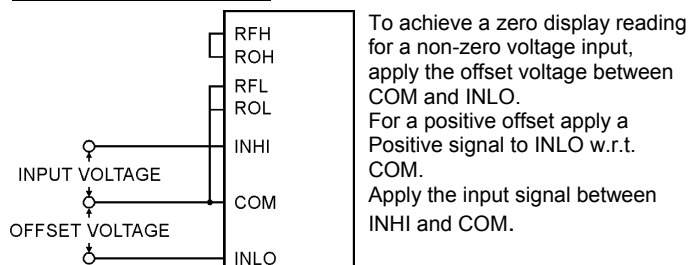 RFH
ROH
RFL
ROL
INHI
INPUT VOLTAGE
COM
OFFSET VOLTAGE
INLO
To achieve a zero display reading
for a non-zero voltage input,
apply the offset voltage between
COM and INLO.
For a positive offset apply a
Positive signal to INLO w.r.t.
COM.
Apply the input signal between
INHI and COM.